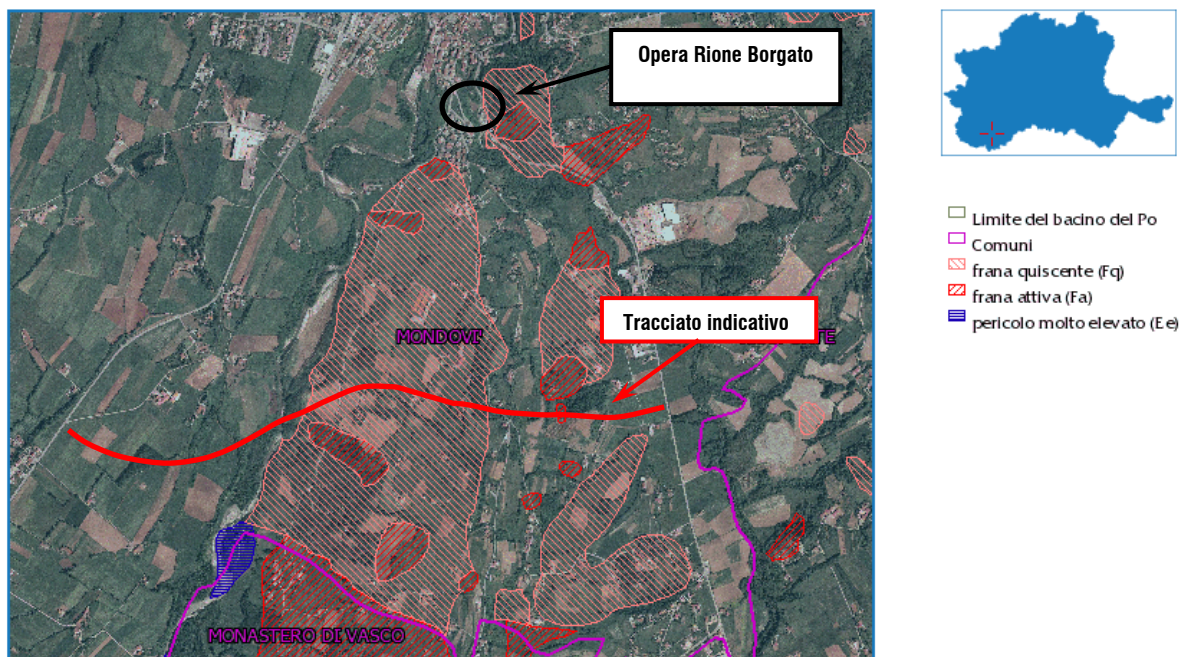 Opera Rione Borgato
Tracciato indicativo
MONDOVI'
TE
MONASTERO DI VASCO
Limite del bacino del Po
Comuni
frana quiscente (Fq)
frana attiva (Fa)
pericolo molto elevato (Ee)